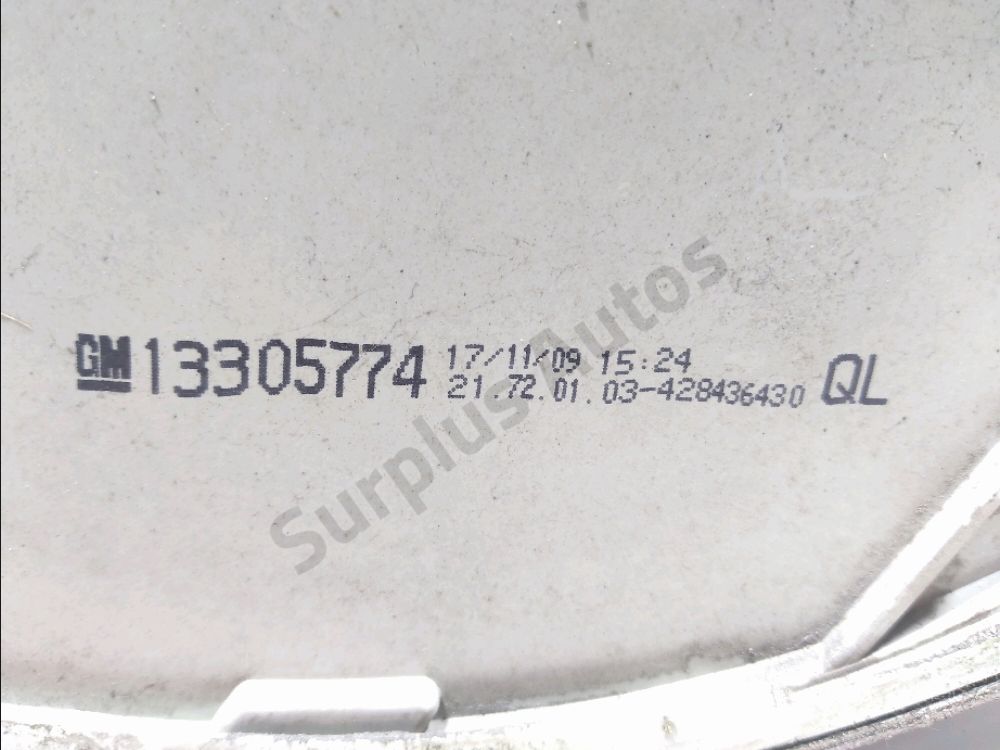 GM 13305774 17/11/09 15:24
21.72.01.03-428436430 QL
Surplus Autos